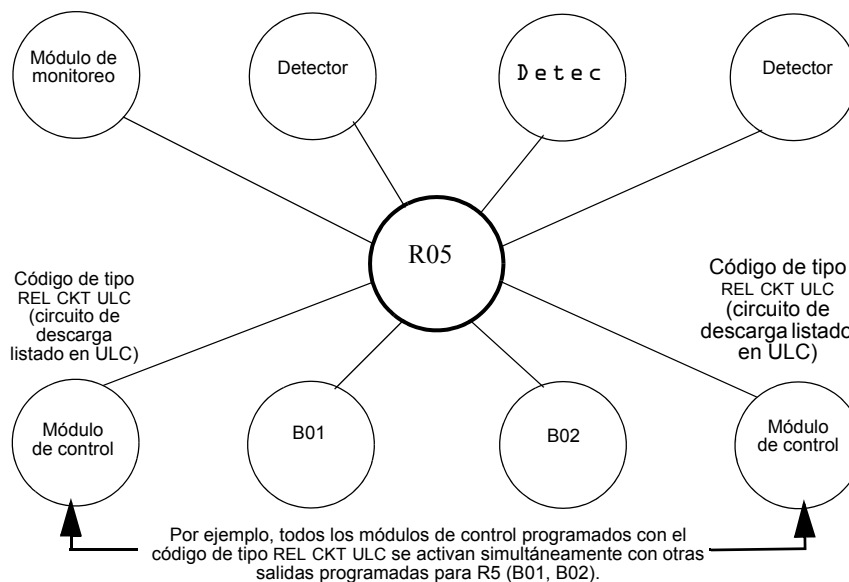 Módulo de
monitoreo
Detector
Detec
Detector
R05
Código de tipo
REL CKT ULC
(circuito de
descarga
listado en ULC)
Código de tipo
REL CKT ULC
(circuito de
descarga listado
en ULC)
Módulo
de control
B01
B02
Módulo
de control
Por ejemplo, todos los módulos de control programados con el
código de tipo REL CKT ULC se activan simultáneamente con otras
salidas programadas para R5 (B01, B02).